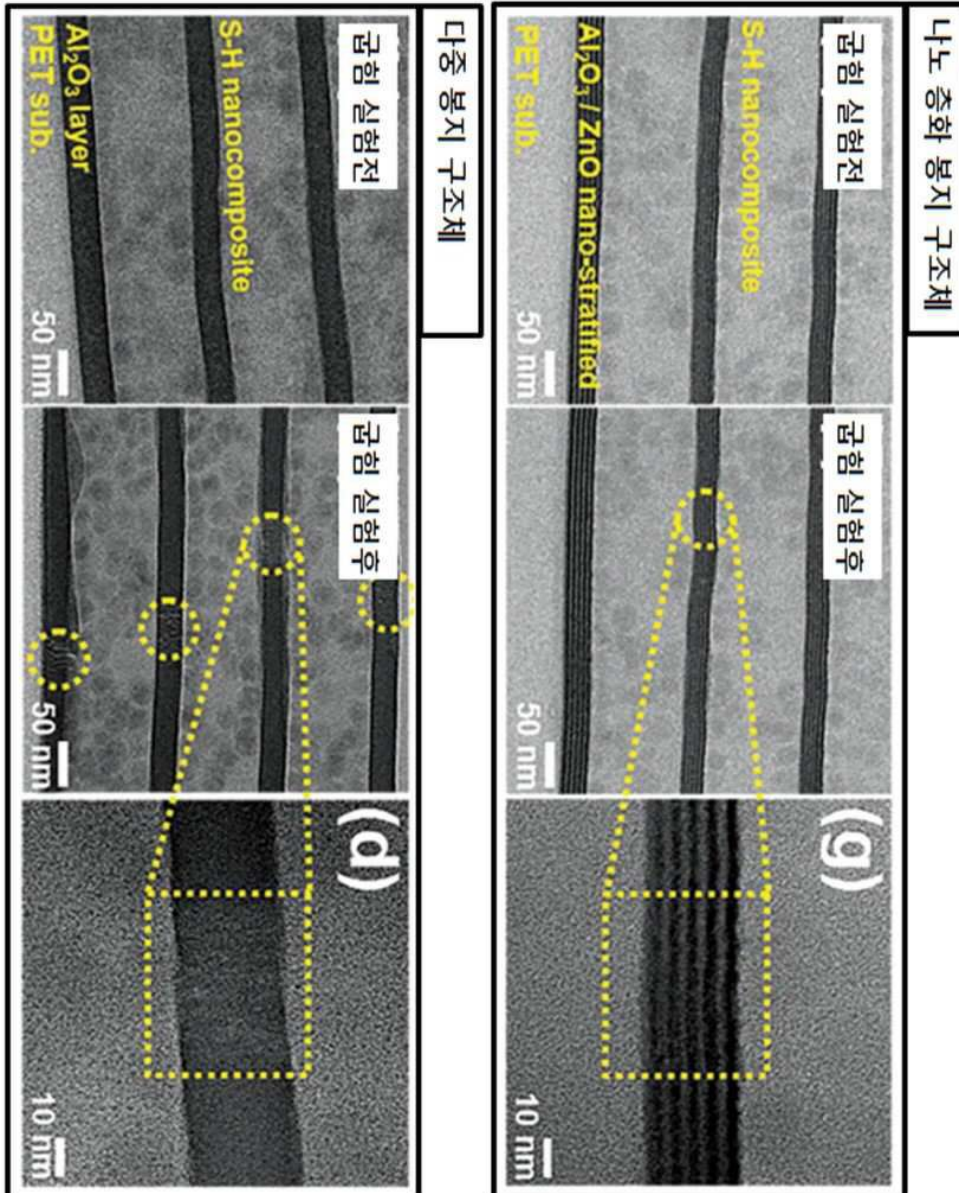 나노 층화 봉지 구조체
굽힘 실험전
S-H nanocomposite
Al₂O₃ / ZnO nano-stratified
PET sub.
50 nm
굽힘 실험후
50 nm
(g)
10 nm
다중 봉지 구조체
굽힘 실험전
S-H nanocomposite
Al₂O₃ layer
PET sub.
50 nm
굽힘 실험후
50 nm
(d)
10 nm